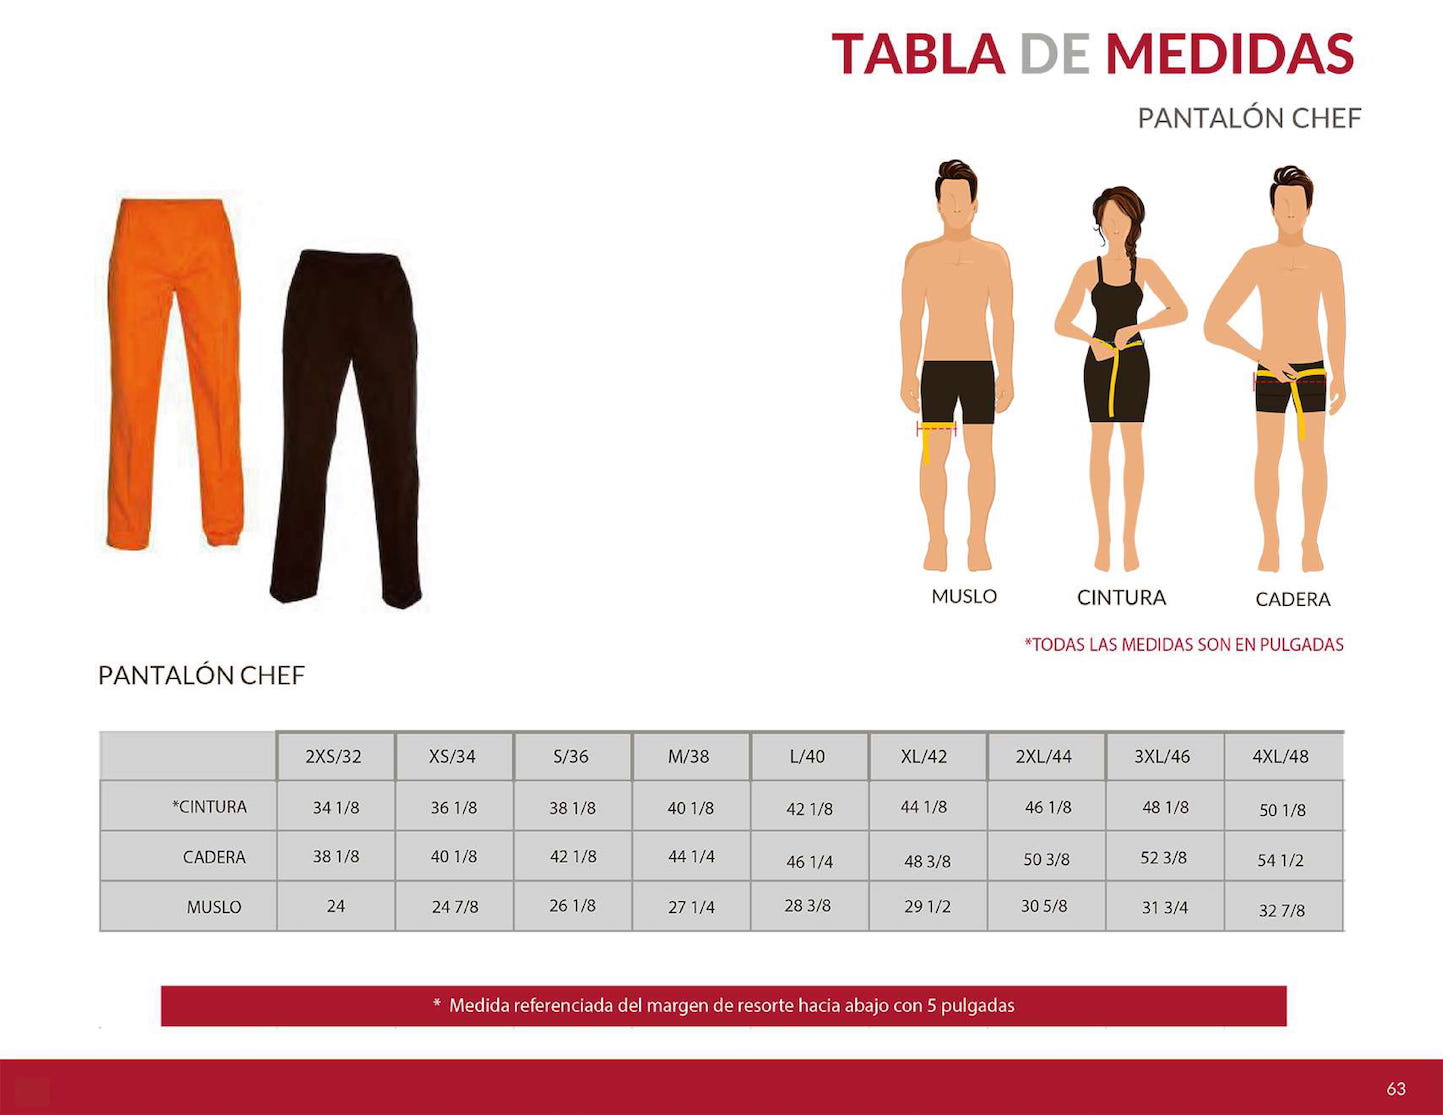 TABLA DE MEDIDAS
PANTALÓN CHEF
MUSLO CINTURA CADERA
*TODAS LAS MEDIDAS SON EN PULGADAS
PANTALÓN CHEF
2XS/32 XS/34 S/36 M/38 L/40 XL/42 2XL/44 3XL/46 4XL/48
*CINTURA 34 1/8 36 1/8 38 1/8 40 1/8 42 1/8 44 1/8 46 1/8 48 1/8 50 1/8
CADERA 38 1/8 40 1/8 42 1/8 44 1/4 46 1/4 48 3/8 50 3/8 52 3/8 54 1/2
MUSLO 24 24 7/8 26 1/8 27 1/4 28 3/8 29 1/2 30 5/8 31 3/4 32 7/8
* Medida referenciada del margen de resorte hacia abajo con 5 pulgadas
63